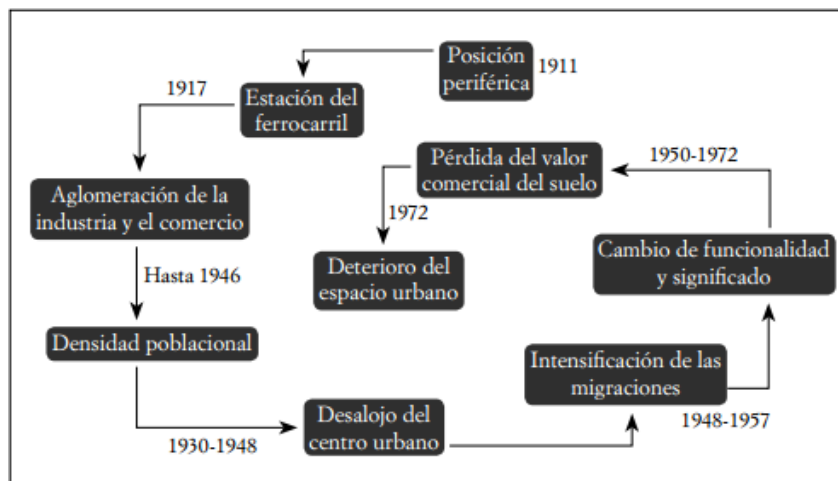 Posición
periférica
1911
Estación del
ferrocarril
1917
Aglomeración de la
industria y el comercio
Hasta 1946
Densidad poblacional
1930-1948
Desalojo del
centro urbano
Intensificación de las
migraciones
1948-1957
Cambio de funcionalidad
y significado
1950-1972
Pérdida del valor
comercial del suelo
1972
Deterioro del
espacio urbano